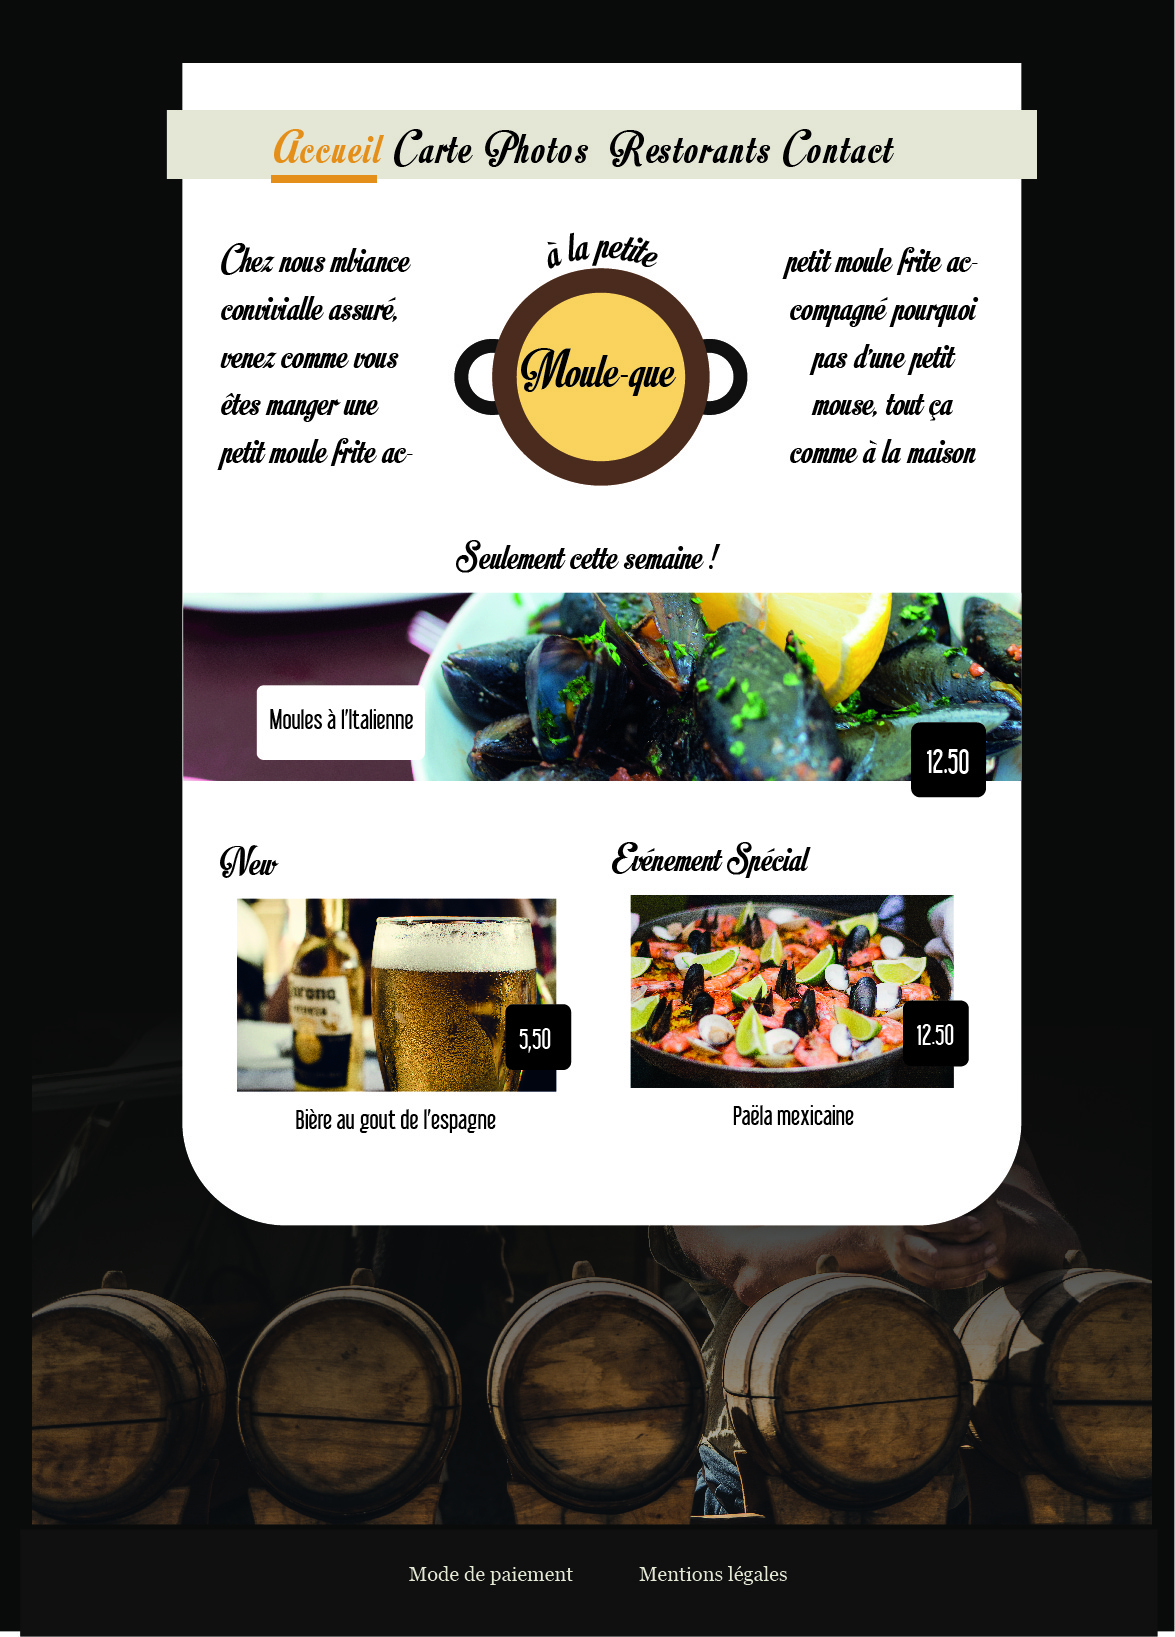 Accueil Carte Photos Restorants Contact
Chez nous mbiance
convivialle assuré,
venez comme vous
êtes manger une
petit moule frite ac-
à la petite
Moule-que
petit moule frite ac-
compagné pourquoi
pas d'une petit
mouse, tout ça
comme à la maison
Seulement cette semaine !
Moules à l'Italienne
12.50
New
Evénement Spécial
5,50
12.50
Bière au gout de l'espagne
Paëla mexicaine
Mode de paiement
Mentions légales